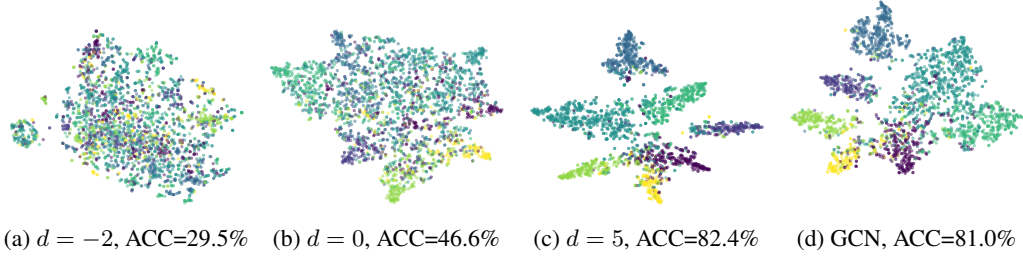 (a) d = −2, ACC=29.5% (b) d = 0, ACC=46.6% (c) d = 5, ACC=82.4% (d) GCN, ACC=81.0%